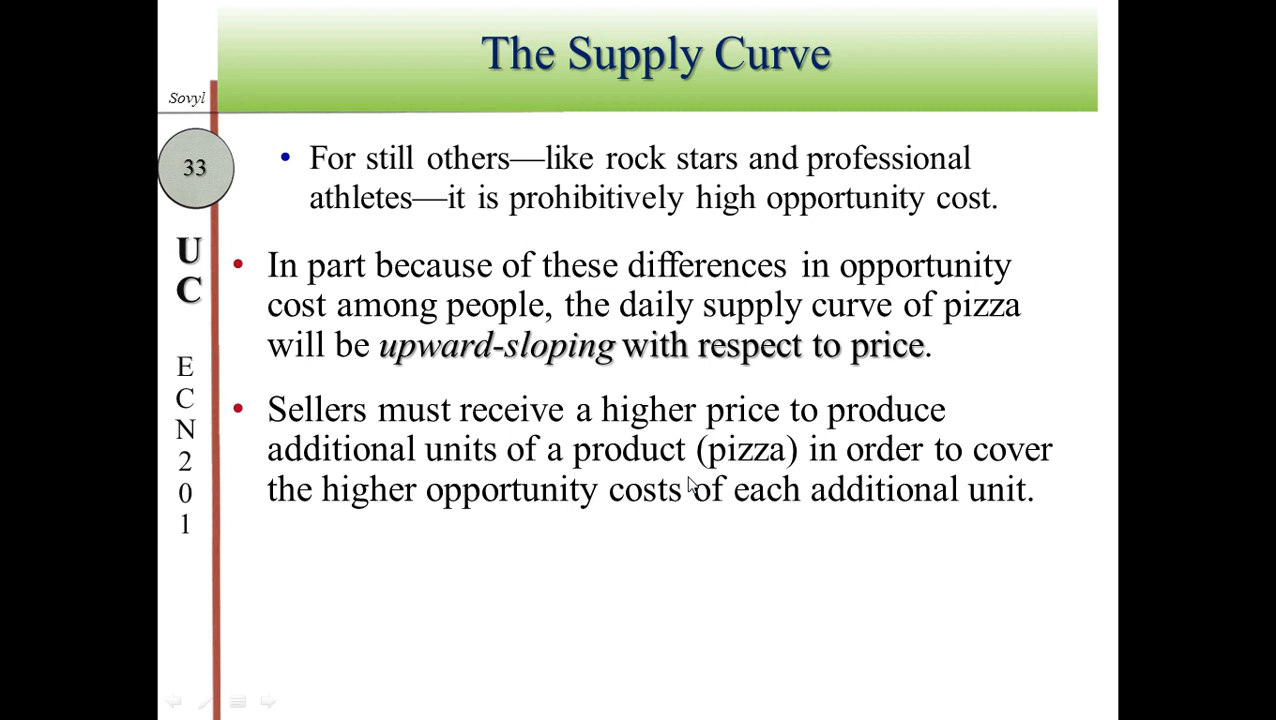 The Supply Curve
Sovyl
33
U
C
E
C
N
2
0
1
• For still others—like rock stars and professional
athletes—it is prohibitively high opportunity cost.
• In part because of these differences in opportunity
cost among people, the daily supply curve of pizza
will be upward-sloping with respect to price.
• Sellers must receive a higher price to produce
additional units of a product (pizza) in order to cover
the higher opportunity costs of each additional unit.